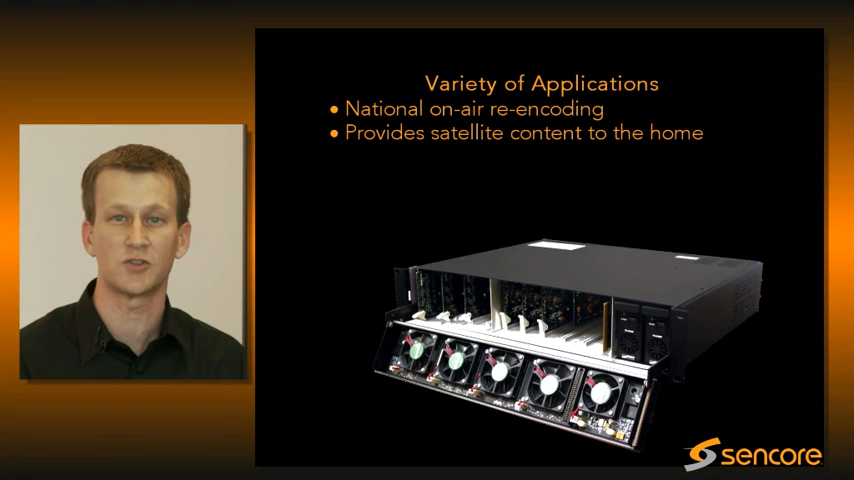 Variety of Applications
• National on-air re-encoding
• Provides satellite content to the home
sencore